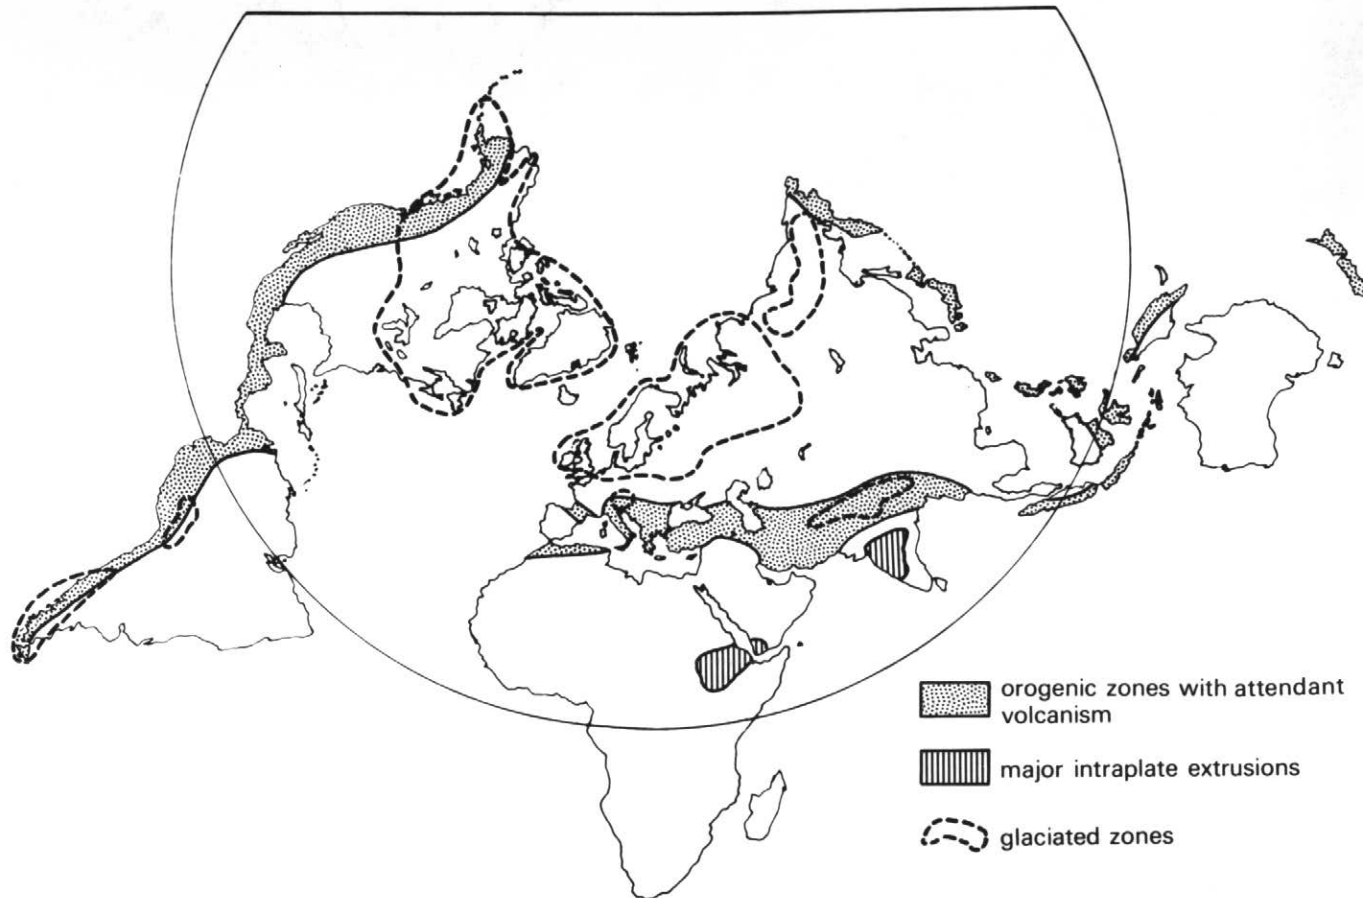 orogenic zones with attendant
volcanism
major intraplate extrusions
glaciated zones